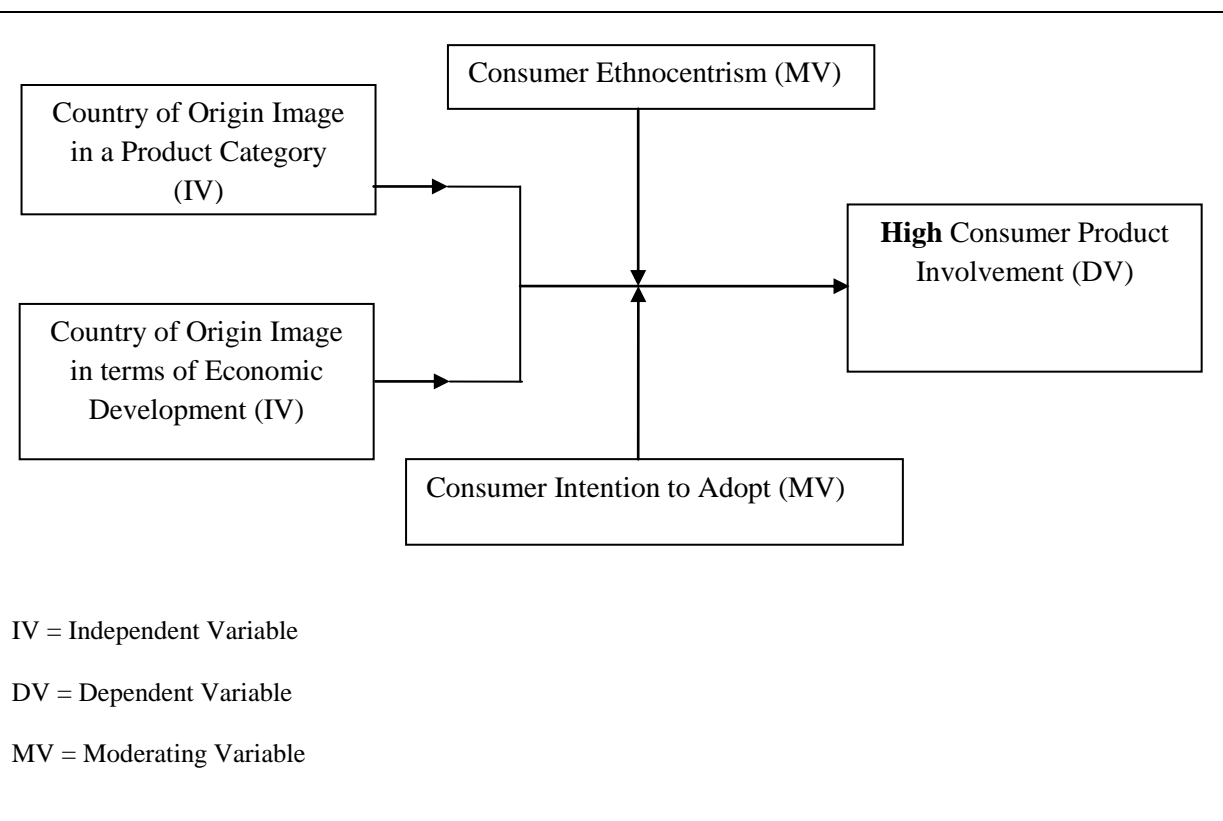 Consumer Ethnocentrism (MV)
Country of Origin Image
in a Product Category
(IV)
High Consumer Product
Involvement (DV)
Country of Origin Image
in terms of Economic
Development (IV)
Consumer Intention to Adopt (MV)
IV = Independent Variable
DV = Dependent Variable
MV = Moderating Variable